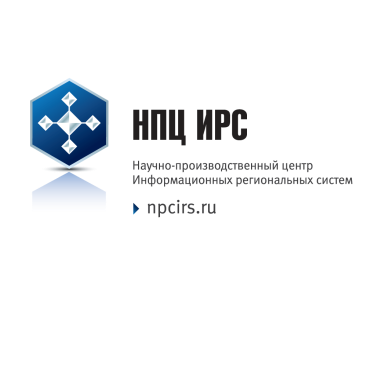 НПЦ ИРС
Научно-производственный центр
Информационных региональных систем
npcirs.ru